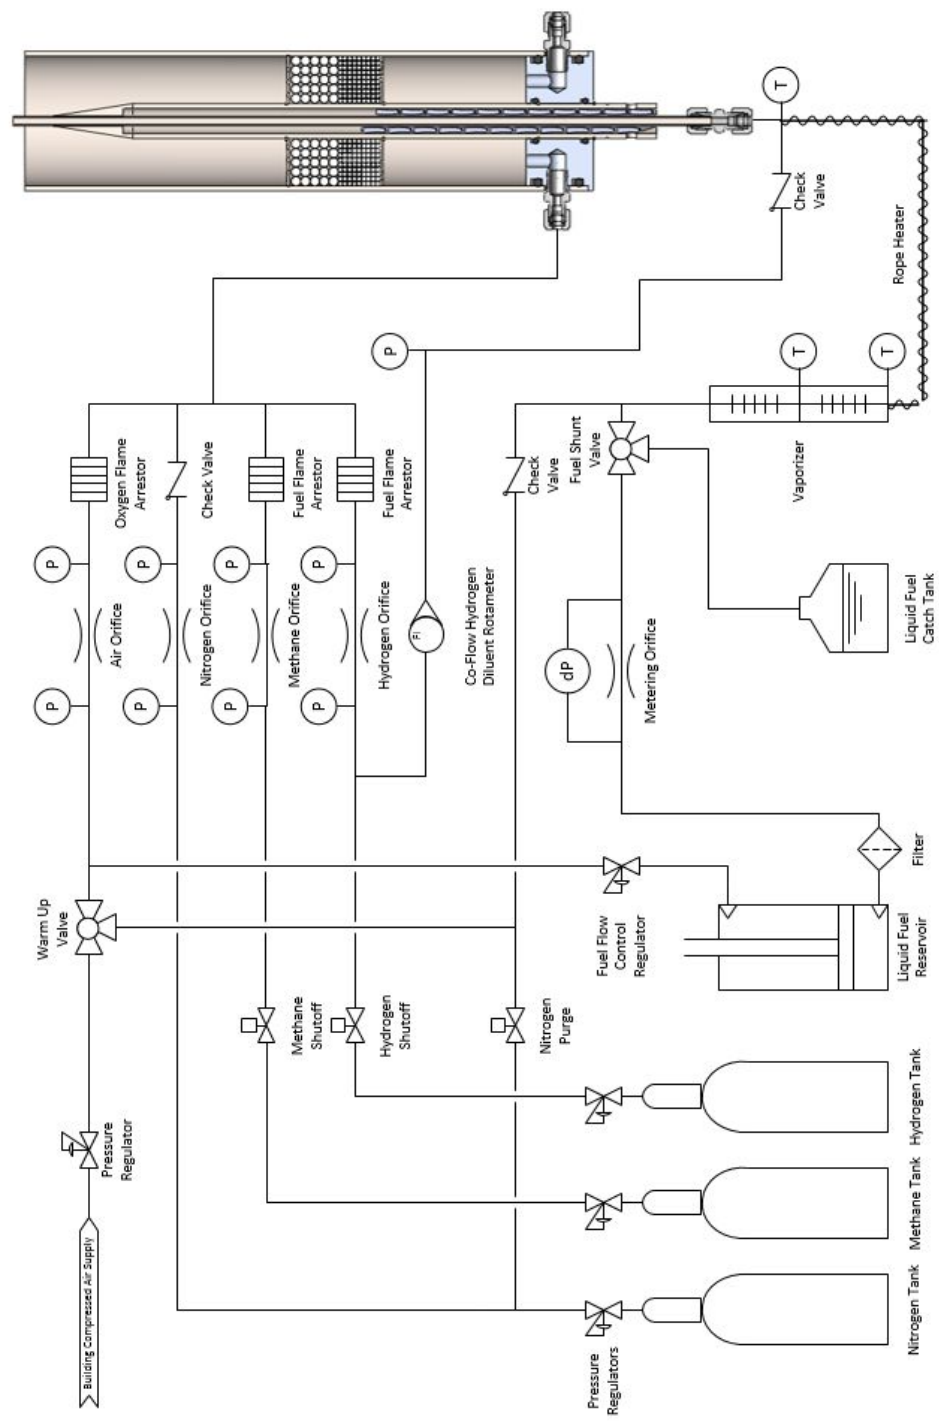 Building Compressed Air Supply
Pressure
Regulator
Warm Up
Valve
P
P
Air Orifice
Oxygen Flame
Arrestor
P
P
Nitrogen Orifice
Check Valve
P
P
Methane Orifice
Fuel Flame
Arrestor
P
P
Hydrogen Orifice
Fuel Flame
Arrestor
P
Methane
Shutoff
Hydrogen
Shutoff
FI
Co-Flow Hydrogen
Diluent Rotameter
Nitrogen
Purge
Check
Valve
Fuel Shunt
Valve
dP
Metering Orifice
Fuel Flow
Control
Regulator
Pressure
Regulators
Vaporizer
T
T
T
Check
Valve
Rope Heater
Nitrogen Tank
Methane Tank
Hydrogen Tank
Liquid Fuel
Reservoir
Filter
Liquid Fuel
Catch Tank